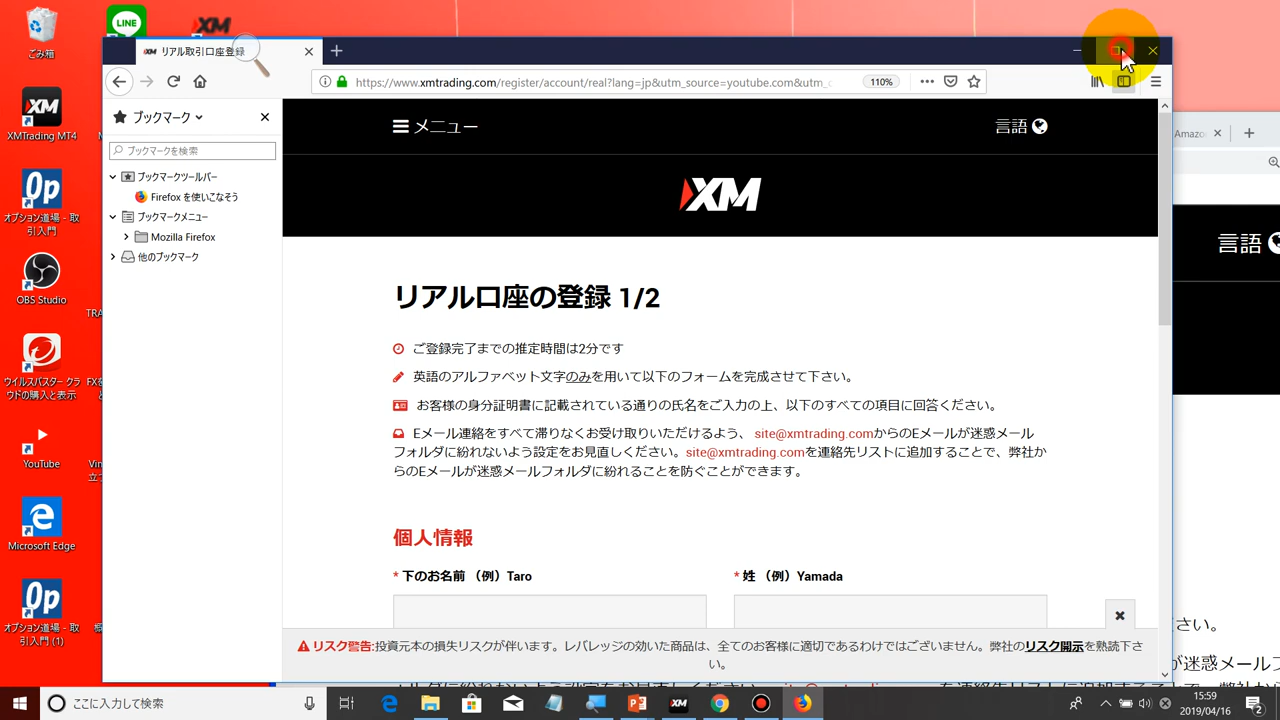 ごみ箱
LINE
XM
XMTrading MT4
オプション道場 - 取
引入門
OBS Studio
ウイルスバスター クラ
ウドの購入と表示
YouTube
Microsoft Edge
オプション道場 - 取
引入門 (1)
リアル取引口座登録
https://www.xmtrading.com/register/account/real?lang=jp&utm_source=youtube.com&utm_
110%
ブックマーク
ブックマークを検索
ブックマークツールバー
Firefox を使いこなそう
ブックマークメニュー
Mozilla Firefox
他のブックマーク
メニュー
言語
XM
リアル口座の登録 1/2
ご登録完了までの推定時間は2分です
英語のアルファベット文字のみを用いて以下のフォームを完成させて下さい。
お客様の身分証明書に記載されている通りの氏名をご入力の上、以下のすべての項目に回答ください。
Eメール連絡をすべて滞りなくお受け取りいただけるよう、 site@xmtrading.comからのEメールが迷惑メール
フォルダに紛れないよう設定をお見直しください。site@xmtrading.comを連絡先リストに追加することで、弊社か
らのEメールが迷惑メールフォルダに紛れることを防ぐことができます。
個人情報
* 下のお名前 （例）Taro
* 姓 （例）Yamada
リスク警告:投資元本の損失リスクが伴います。レバレッジの効いた商品は、全てのお客様に適切であるわけではございません。弊社のリスク開示を熟読下さ
い。
Amazo
言語
さい。
が迷惑メールフ
ここに入力して検索
15:59
2019/04/16
2